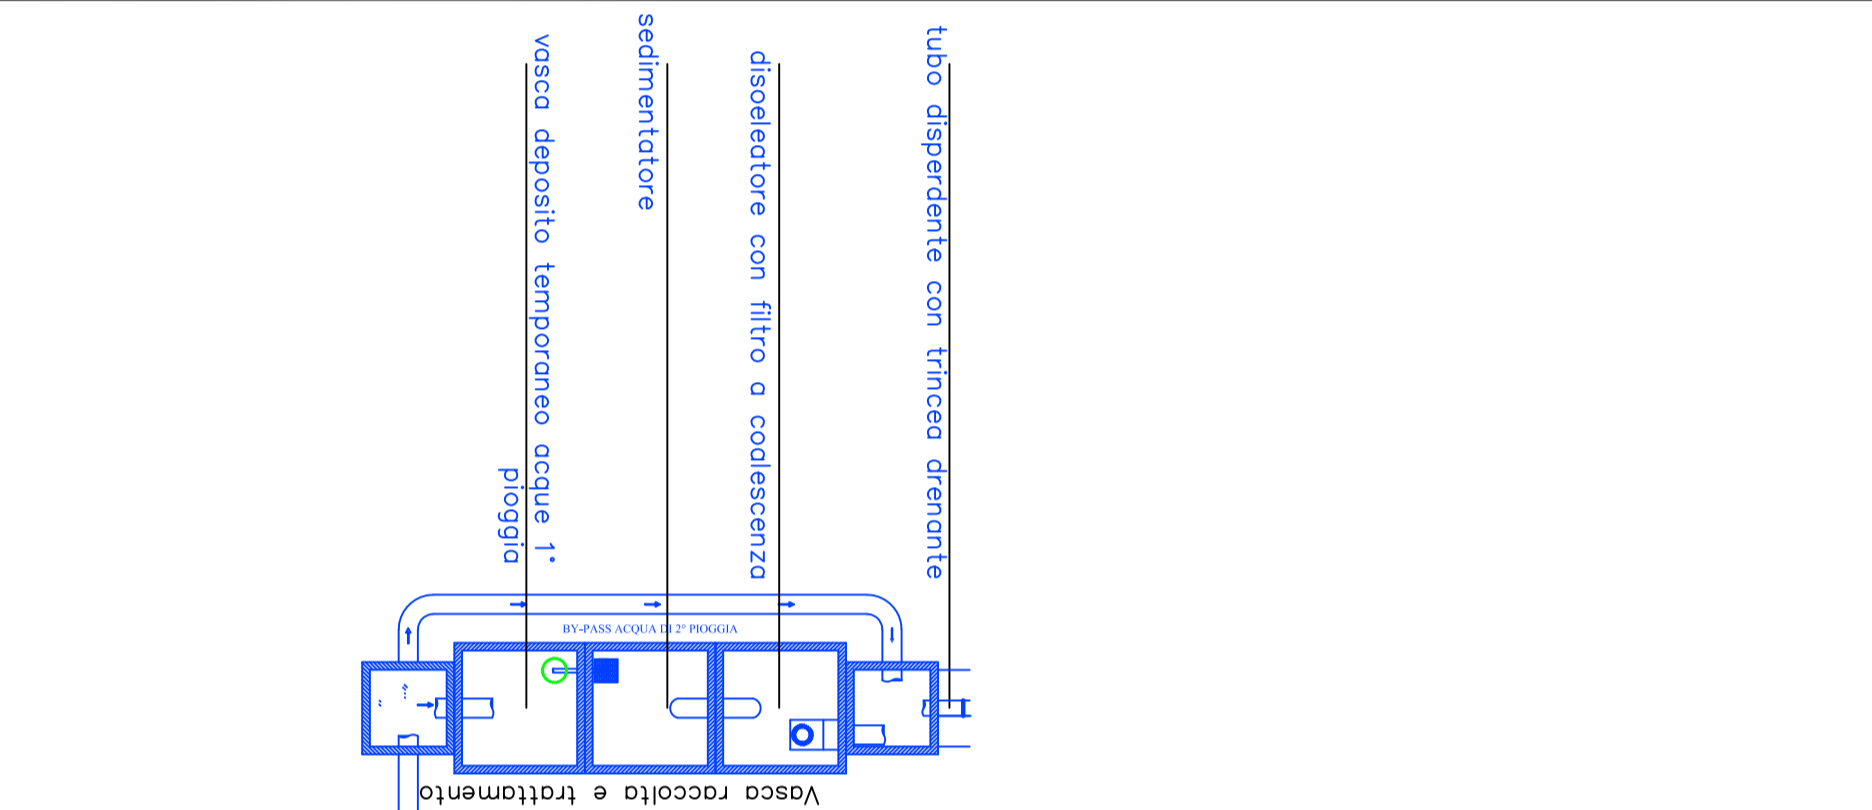 vasca deposito temporaneo acque 1°
pioggia
sedimentatore
disoeleatore con filtro a coalescenza
tubo disperdente con trincea drenante
BY-PASS ACQUA DI 2° PIOGGIA
Vasca raccolta e trattamento